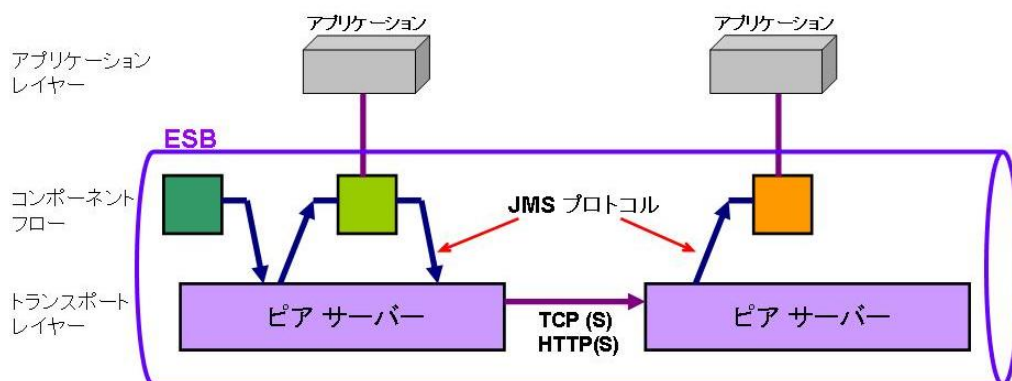 アプリケーション
アプリケーション
アプリケーション
レイヤー
ESB
コンポーネント
フロー
JMS プロトコル
トランスポート
レイヤー
ピア サーバー
TCP (S)
HTTP(S)
ピア サーバー